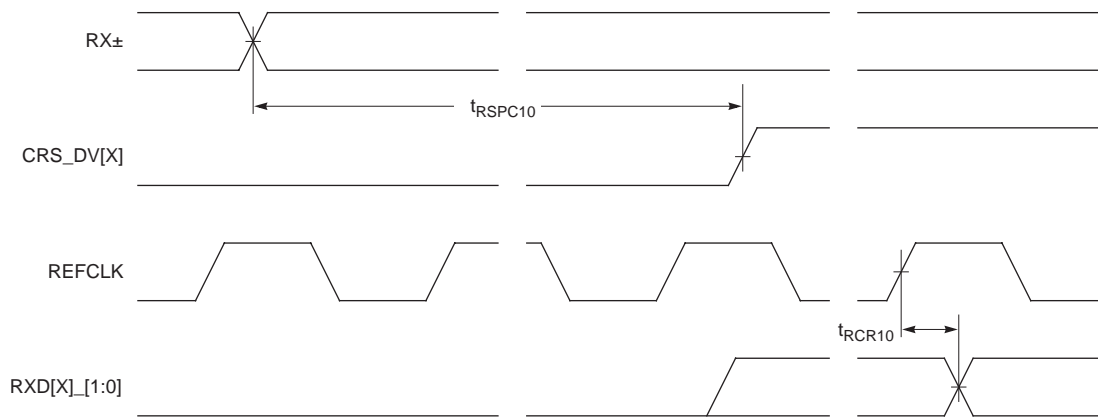 RX±
tRSPC10
CRS_DV[X]
REFCLK
tRCR10
RXD[X]_[1:0]